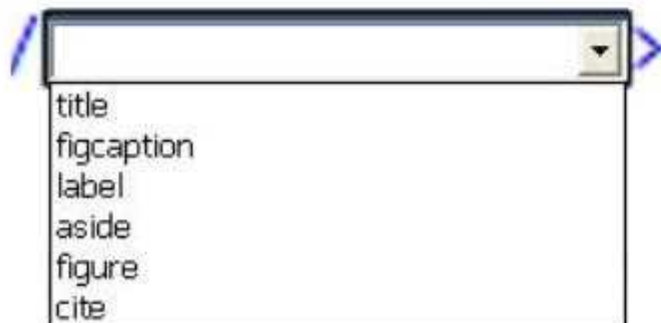 / >
title
figcaption
label
aside
figure
cite